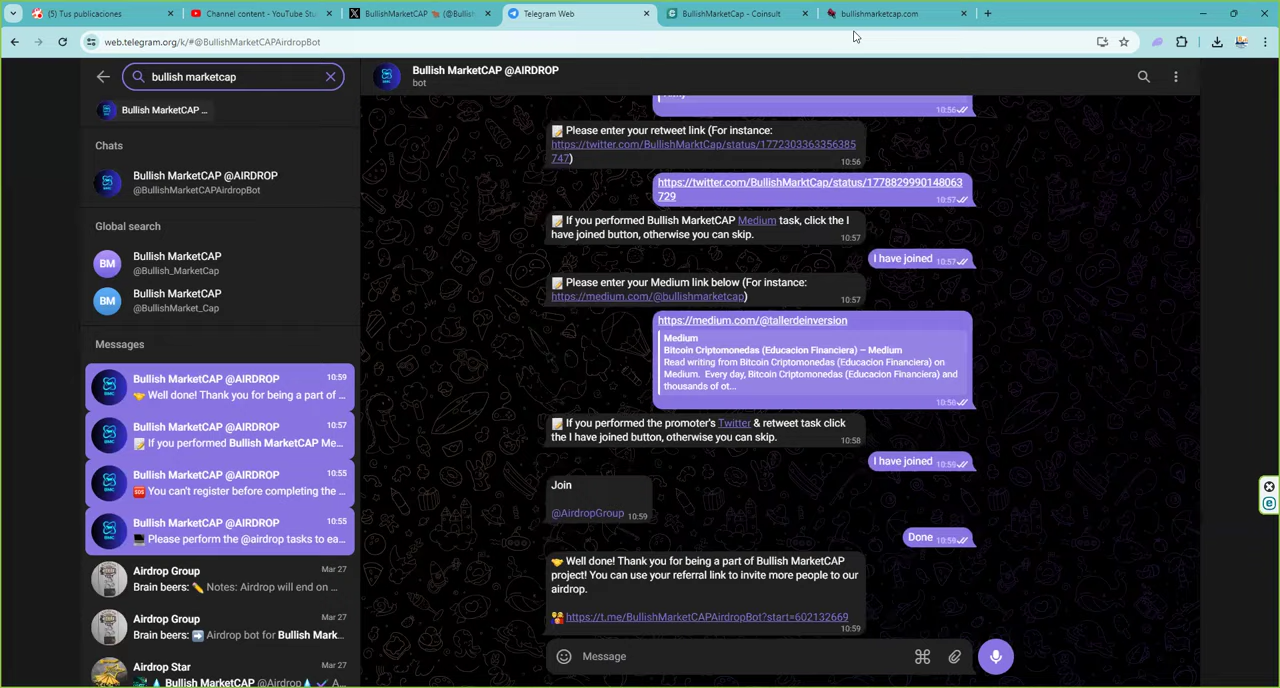 (5) Tus publicaciones
Channel content - YouTube Stu
BullishMarketCAP 🐂 (@Bullish
Telegram Web
BullishMarketCap - Coinsult
bullishmarketcap.com
web.telegram.org/k/#@BullishMarketCAPAirdropBot
bullish marketcap
Bullish MarketCAP ...
Chats
Bullish MarketCAP @AIRDROP
@BullishMarketCAPAirdropBot
Global search
BM
Bullish MarketCAP
@Bullish_MarketCap
BM
Bullish MarketCAP
@BullishMarket_Cap
Messages
Bullish MarketCAP @AIRDROP 10:59
🤝 Well done! Thank you for being a part of ...
Bullish MarketCAP @AIRDROP 10:57
📝 If you performed Bullish MarketCAP Me...
Bullish MarketCAP @AIRDROP 10:55
🆘 You can't register before completing the ...
Bullish MarketCAP @AIRDROP 10:55
Please perform the @airdrop tasks to ea...
Airdrop Group Mar 27
Brain beers: ✏️ Notes: Airdrop will end on ...
Airdrop Group Mar 27
Brain beers: ➡️ Airdrop bot for Bullish Mark...
Airdrop Star Mar 27
Bullish MarketCAP @Airdrop
Bullish MarketCAP @AIRDROP
bot
10:56
📝 Please enter your retweet link (For instance:
https://twitter.com/BullishMarktCap/status/1772303363356385
747)
10:56
https://twitter.com/BullishMarktCap/status/1778829990148063
729
10:57
📝 If you performed Bullish MarketCAP Medium task, click the I
have joined button, otherwise you can skip.
10:57
I have joined 10:57
📝 Please enter your Medium link below (For instance:
https://medium.com/@bullishmarketcap)
10:57
https://medium.com/@tallerdeinversion
Medium
Bitcoin Criptomonedas (Educacion Financiera) – Medium
Read writing from Bitcoin Criptomonedas (Educacion Financiera) on
Medium. Every day, Bitcoin Criptomonedas (Educacion Financiera) and
thousands of ot...
10:58
📝 If you performed the promoter's Twitter & retweet task click
the I have joined button, otherwise you can skip.
10:58
I have joined 10:59
Join
@AirdropGroup 10:59
Done 10:59
🤝 Well done! Thank you for being a part of Bullish MarketCAP
project! You can use your referral link to invite more people to our
airdrop.
https://t.me/BullishMarketCAPAirdropBot?start=602132669
10:59
Message